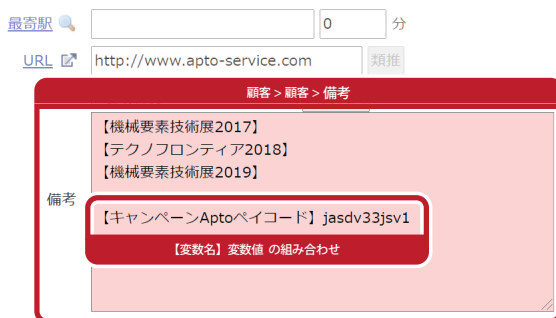 最寄駅 0 分
URL http://www.apto-service.com 類推
顧客 > 顧客 > 備考
【機械要素技術展2017】
【テクノフロンティア2018】
【機械要素技術展2019】
備考
【キャンペーンAptoペイコード】jasdv33jsv1
【変数名】変数値 の組み合わせ